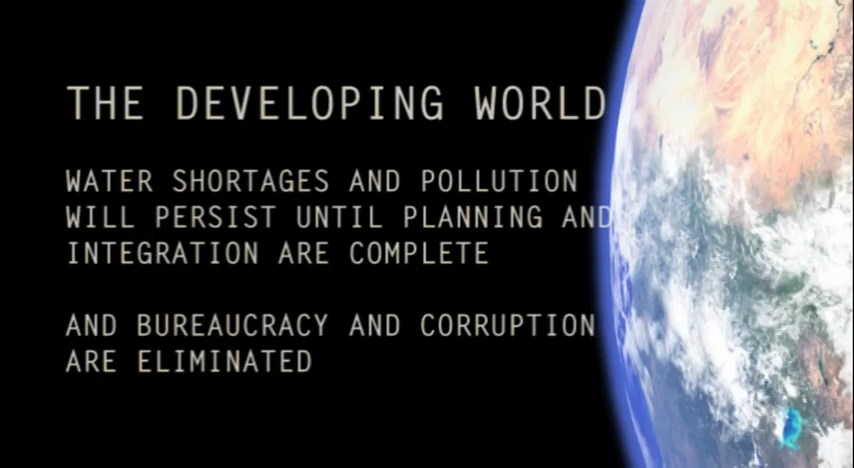 THE DEVELOPING WORLD
WATER SHORTAGES AND POLLUTION
WILL PERSIST UNTIL PLANNING AND
INTEGRATION ARE COMPLETE
AND BUREAUCRACY AND CORRUPTION
ARE ELIMINATED